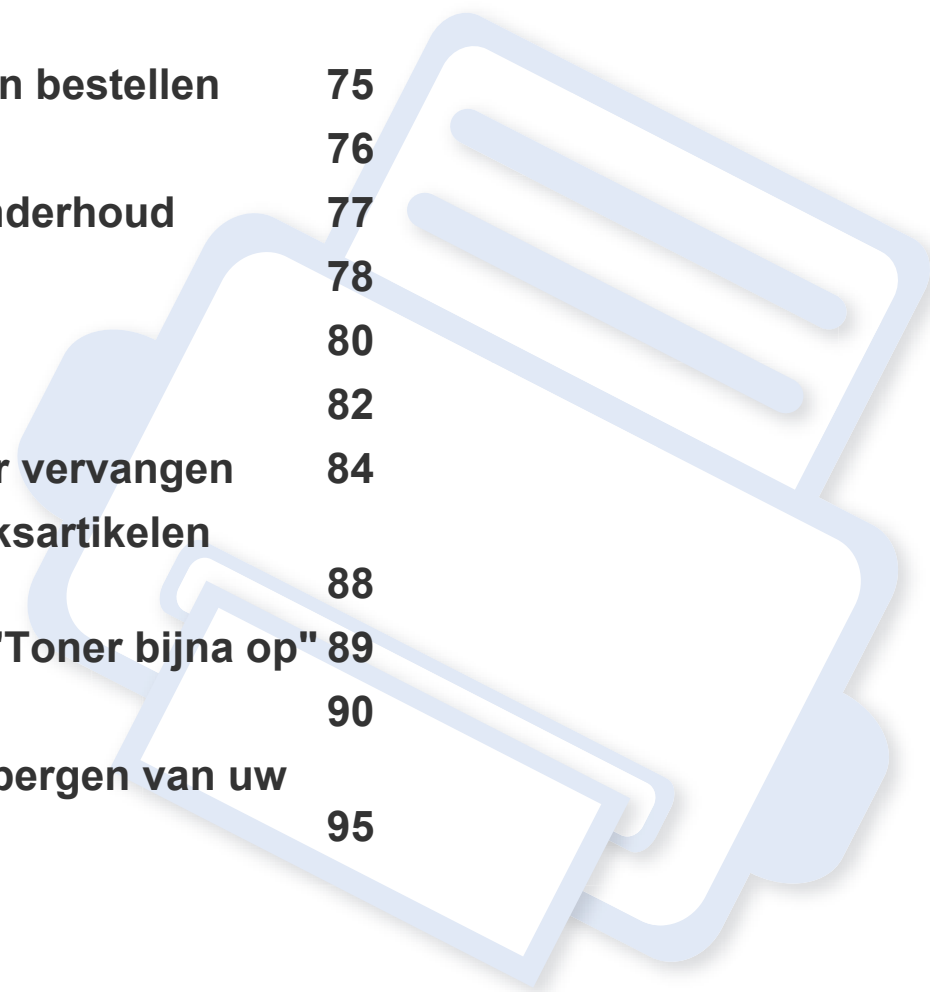 n bestellen 75
76
nderhoud 77
78
80
82
r vervangen 84
ksartikelen
88
"Toner bijna op" 89
90
bergen van uw
95